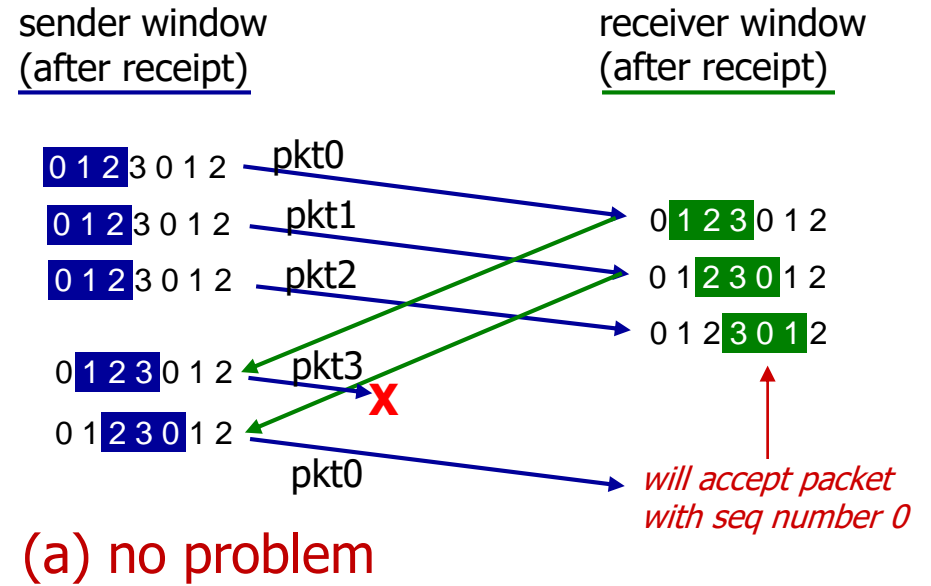 sender window
(after receipt)
receiver window
(after receipt)
0 1 2 3 0 1 2
pkt0
0 1 2 3 0 1 2
pkt1
0 1 2 3 0 1 2
0 1 2 3 0 1 2
pkt2
0 1 2 3 0 1 2
0 1 2 3 0 1 2
0 1 2 3 0 1 2
pkt3
X
0 1 2 3 0 1 2
pkt0
will accept packet
with seq number 0
(a) no problem